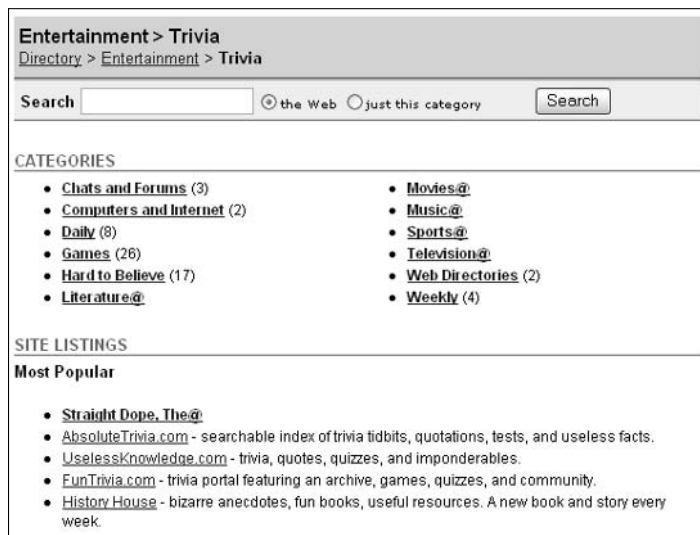 Entertainment > Trivia
Directory > Entertainment > Trivia
Search the Web just this category Search
CATEGORIES
Chats and Forums (3)
Computers and Internet (2)
Daily (8)
Games (26)
Hard to Believe (17)
Literature@
Movies@
Music@
Sports@
Television@
Web Directories (2)
Weekly (4)
SITE LISTINGS
Most Popular
Straight Dope, The@
AbsoluteTrivia.com - searchable index of trivia tidbits, quotations, tests, and useless facts.
UselessKnowledge.com - trivia, quotes, quizzes, and imponderables.
FunTrivia.com - trivia portal featuring an archive, games, quizzes, and community.
History House - bizarre anecdotes, fun books, useful resources. A new book and story every
week.